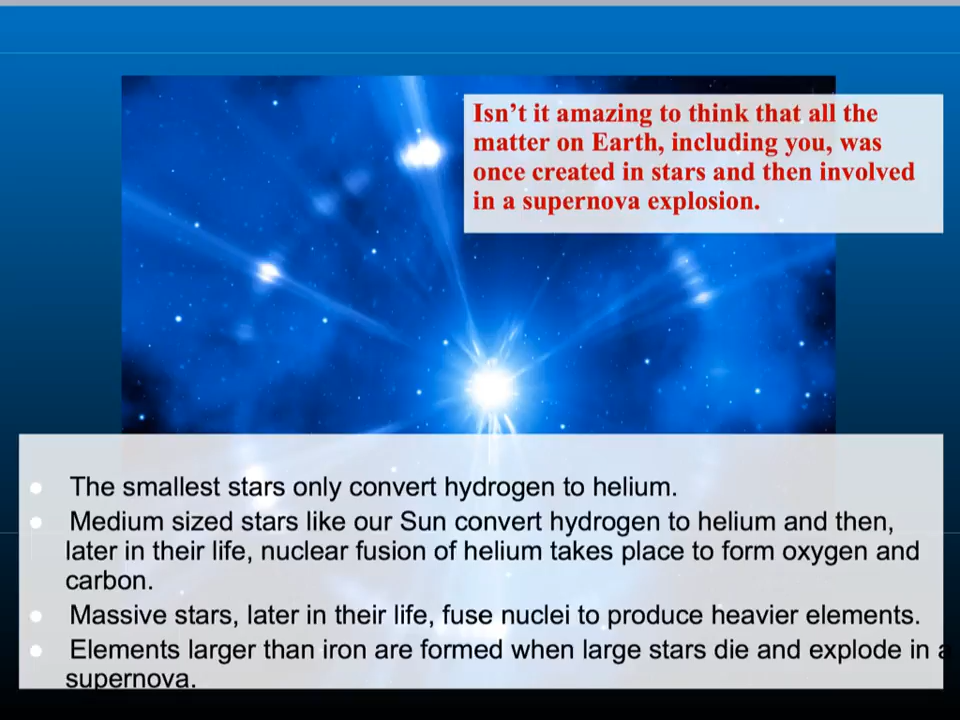 Isn’t it amazing to think that all the
matter on Earth, including you, was
once created in stars and then involved
in a supernova explosion.
● The smallest stars only convert hydrogen to helium.
● Medium sized stars like our Sun convert hydrogen to helium and then,
later in their life, nuclear fusion of helium takes place to form oxygen and
carbon.
● Massive stars, later in their life, fuse nuclei to produce heavier elements.
● Elements larger than iron are formed when large stars die and explode in a
supernova.